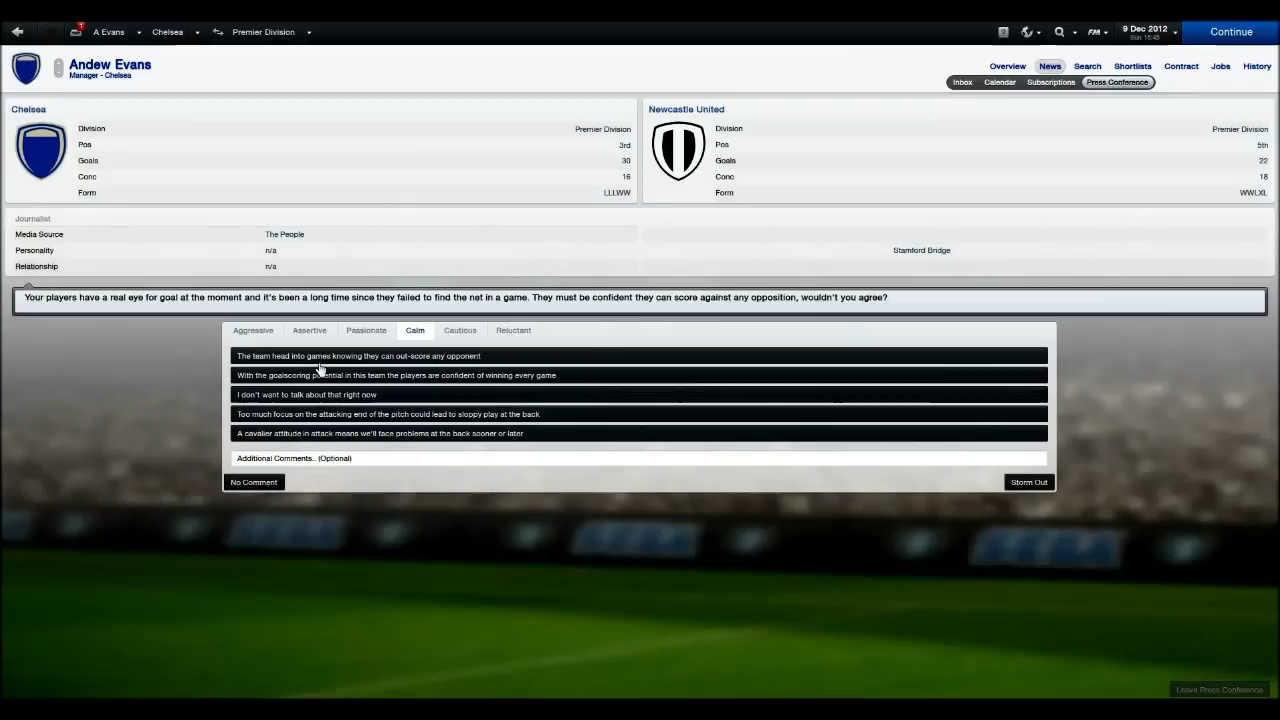 1
A Evans
Chelsea
Premier Division
FM
9 Dec 2012
Sun 16:45
Continue
Andew Evans
Manager - Chelsea
Overview News Search Shortlists Contract Jobs History
Inbox Calendar Subscriptions Press Conference
Chelsea
Division Premier Division
Pos 3rd
Goals 30
Conc 16
Form LLLWW
Newcastle United
Division Premier Division
Pos 5th
Goals 22
Conc 18
Form WWLXL
Journalist
Media Source The People
Personality n/a
Relationship n/a
Stamford Bridge
Your players have a real eye for goal at the moment and it's been a long time since they failed to find the net in a game. They must be confident they can score against any opposition, wouldn't you agree?
Aggressive Assertive Passionate Calm Cautious Reluctant
The team head into games knowing they can out-score any opponent
With the goalscoring potential in this team the players are confident of winning every game
I don't want to talk about that right now
Too much focus on the attacking end of the pitch could lead to sloppy play at the back
A cavalier attitude in attack means we'll face problems at the back sooner or later
Additional Comments.. (Optional)
No Comment
Storm Out
Leave Press Conference